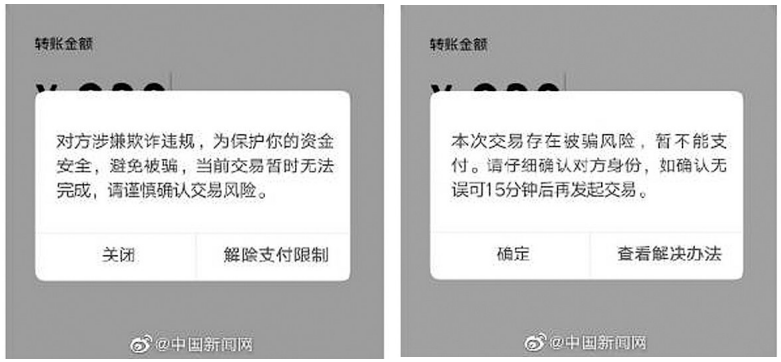 转账金额
对方涉嫌欺诈违规，为保护你的资金
安全，避免被骗，当前交易暂时无法
完成，请谨慎确认交易风险。
关闭
解除支付限制
@中国新闻网
转账金额
本次交易存在被骗风险，暂不能支
付。请仔细确认对方身份，如确认无
误可15分钟后再发起交易。
确定
查看解决办法
@中国新闻网